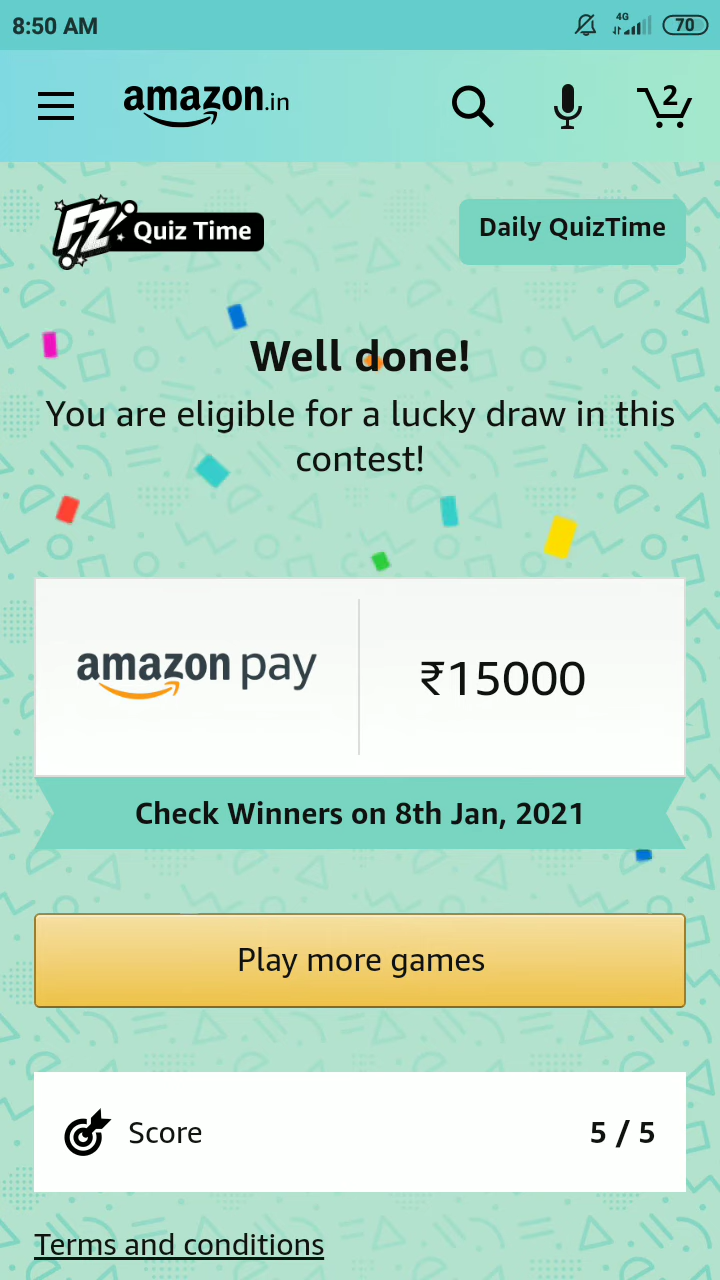 8:50 AM
4G
70
amazon.in
2
FZ Quiz Time
Daily QuizTime
Well done!
You are eligible for a lucky draw in this
contest!
amazon pay
₹15000
Check Winners on 8th Jan, 2021
Play more games
Score
5 / 5
Terms and conditions